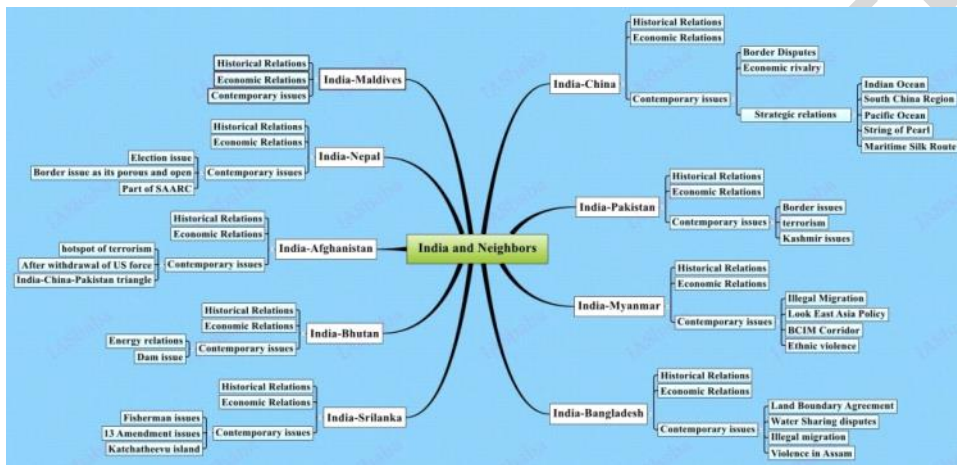 India and Neighbors
India-Maldives
Historical Relations
Economic Relations
Contemporary issues
India-Nepal
Historical Relations
Economic Relations
Contemporary issues
Election issue
Border issue as its porous and open
Part of SAARC
India-Afghanistan
Historical Relations
Economic Relations
Contemporary issues
hotspot of terrorism
After withdrawal of US force
India-China-Pakistan triangle
India-Bhutan
Historical Relations
Economic Relations
Contemporary issues
Energy relations
Dam issue
India-Srilanka
Historical Relations
Economic Relations
Contemporary issues
Fisherman issues
13 Amendment issues
Katchatheevu island
India-China
Historical Relations
Economic Relations
Contemporary issues
Border Disputes
Economic rivalry
Strategic relations
Indian Ocean
South China Region
Pacific Ocean
String of Pearl
Maritime Silk Route
India-Pakistan
Historical Relations
Economic Relations
Contemporary issues
Border issues
terrorism
Kashmir issues
India-Myanmar
Historical Relations
Economic Relations
Contemporary issues
Illegal Migration
Look East Asia Policy
BCIM Corridor
Ethnic violence
India-Bangladesh
Historical Relations
Economic Relations
Contemporary issues
Land Boundary Agreement
Water Sharing disputes
Illegal migration
Violence in Assam